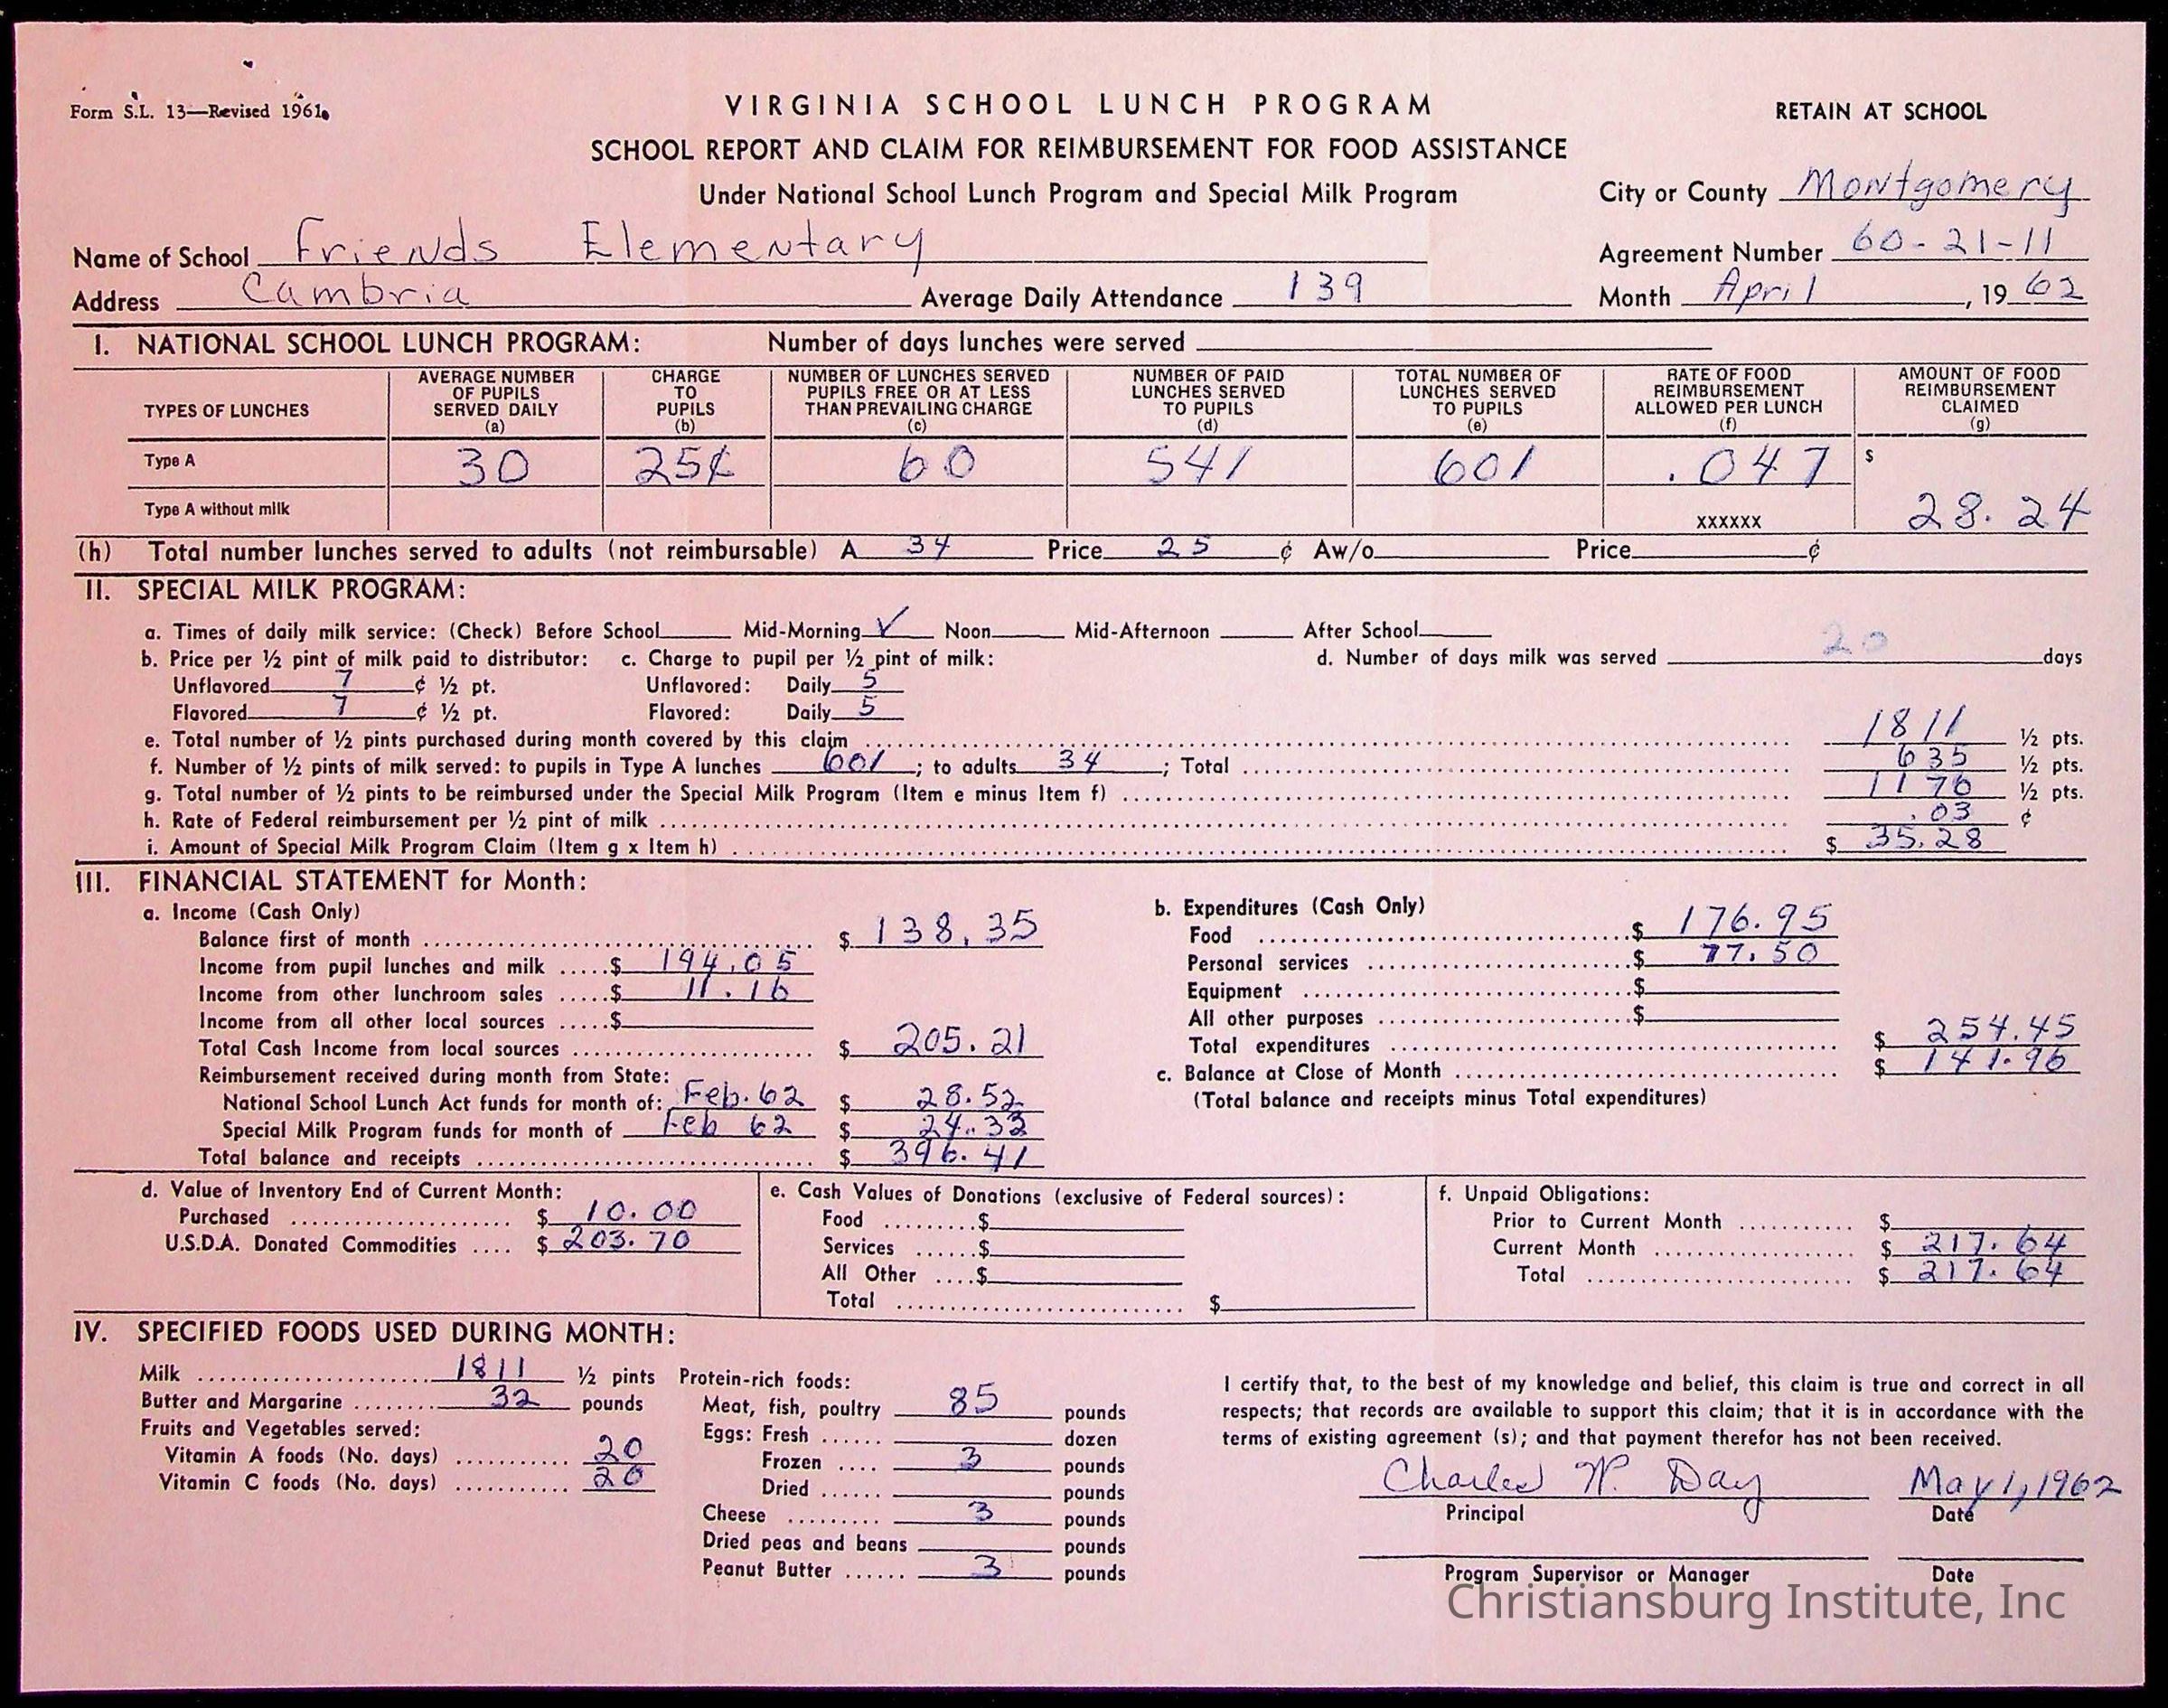 Form S.L. 13—Revised 1961.
VIRGINIA SCHOOL LUNCH PROGRAM
RETAIN AT SCHOOL
SCHOOL REPORT AND CLAIM FOR REIMBURSEMENT FOR FOOD ASSISTANCE
Under National School Lunch Program and Special Milk Program
City or County Montgomery
Name of School Friends Elementary
Agreement Number 60-21-11
Address Cambria Average Daily Attendance 139 Month April, 1962
I. NATIONAL SCHOOL LUNCH PROGRAM: Number of days lunches were served
TYPES OF LUNCHES
AVERAGE NUMBER OF PUPILS SERVED DAILY (a)
CHARGE TO PUPILS (b)
NUMBER OF LUNCHES SERVED PUPILS FREE OR AT LESS THAN PREVAILING CHARGE (c)
NUMBER OF PAID LUNCHES SERVED TO PUPILS (d)
TOTAL NUMBER OF LUNCHES SERVED TO PUPILS (e)
RATE OF FOOD REIMBURSEMENT ALLOWED PER LUNCH (f)
AMOUNT OF FOOD REIMBURSEMENT CLAIMED (g)
Type A 30 25¢ 60 541 601 .047 $
Type A without milk XXXXXX 28.24
(h) Total number lunches served to adults (not reimbursable) A 34 Price 25 ¢ Aw/o Price ¢
II. SPECIAL MILK PROGRAM:
a. Times of daily milk service: (Check) Before School Mid-Morning ✓ Noon Mid-Afternoon After School
b. Price per ½ pint of milk paid to distributor: c. Charge to pupil per ½ pint of milk: d. Number of days milk was served 20 days
Unflavored 7 ¢ ½ pt. Unflavored: Daily 5
Flavored 7 ¢ ½ pt. Flavored: Daily 5
e. Total number of ½ pints purchased during month covered by this claim 1811 ½ pts.
f. Number of ½ pints of milk served: to pupils in Type A lunches 601; to adults 34; Total 635 ½ pts.
g. Total number of ½ pints to be reimbursed under the Special Milk Program (Item e minus Item f) 1176 ½ pts.
h. Rate of Federal reimbursement per ½ pint of milk .03 ¢
i. Amount of Special Milk Program Claim (Item g x Item h) $ 35.28
III. FINANCIAL STATEMENT for Month:
a. Income (Cash Only)
Balance first of month $ 138.35
Income from pupil lunches and milk $ 194.05
Income from other lunchroom sales $ 11.16
Income from all other local sources $
Total Cash Income from local sources $ 205.21
Reimbursement received during month from State:
National School Lunch Act funds for month of: Feb. 62 $ 28.52
Special Milk Program funds for month of Feb 62 $ 24.33
Total balance and receipts $ 396.41
b. Expenditures (Cash Only)
Food $ 176.95
Personal services $ 77.50
Equipment $
All other purposes $
Total expenditures $ 254.45
c. Balance at Close of Month $ 141.96
(Total balance and receipts minus Total expenditures)
d. Value of Inventory End of Current Month:
Purchased $ 10.00
U.S.D.A. Donated Commodities $ 203.70
e. Cash Values of Donations (exclusive of Federal sources):
Food $
Services $
All Other $
Total $
f. Unpaid Obligations:
Prior to Current Month $
Current Month $ 217.64
Total $ 217.64
IV. SPECIFIED FOODS USED DURING MONTH:
Milk 1811 ½ pints
Butter and Margarine 32 pounds
Fruits and Vegetables served:
Vitamin A foods (No. days) 20
Vitamin C foods (No. days) 20
Protein-rich foods:
Meat, fish, poultry 85 pounds
Eggs: Fresh dozen
Frozen 3 pounds
Dried pounds
Cheese 3 pounds
Dried peas and beans pounds
Peanut Butter 3 pounds
I certify that, to the best of my knowledge and belief, this claim is true and correct in all
respects; that records are available to support this claim; that it is in accordance with the
terms of existing agreement (s); and that payment therefor has not been received.
Charles W. Day May 1, 1962
Principal Date
Program Supervisor or Manager Date
Christiansburg Institute, Inc